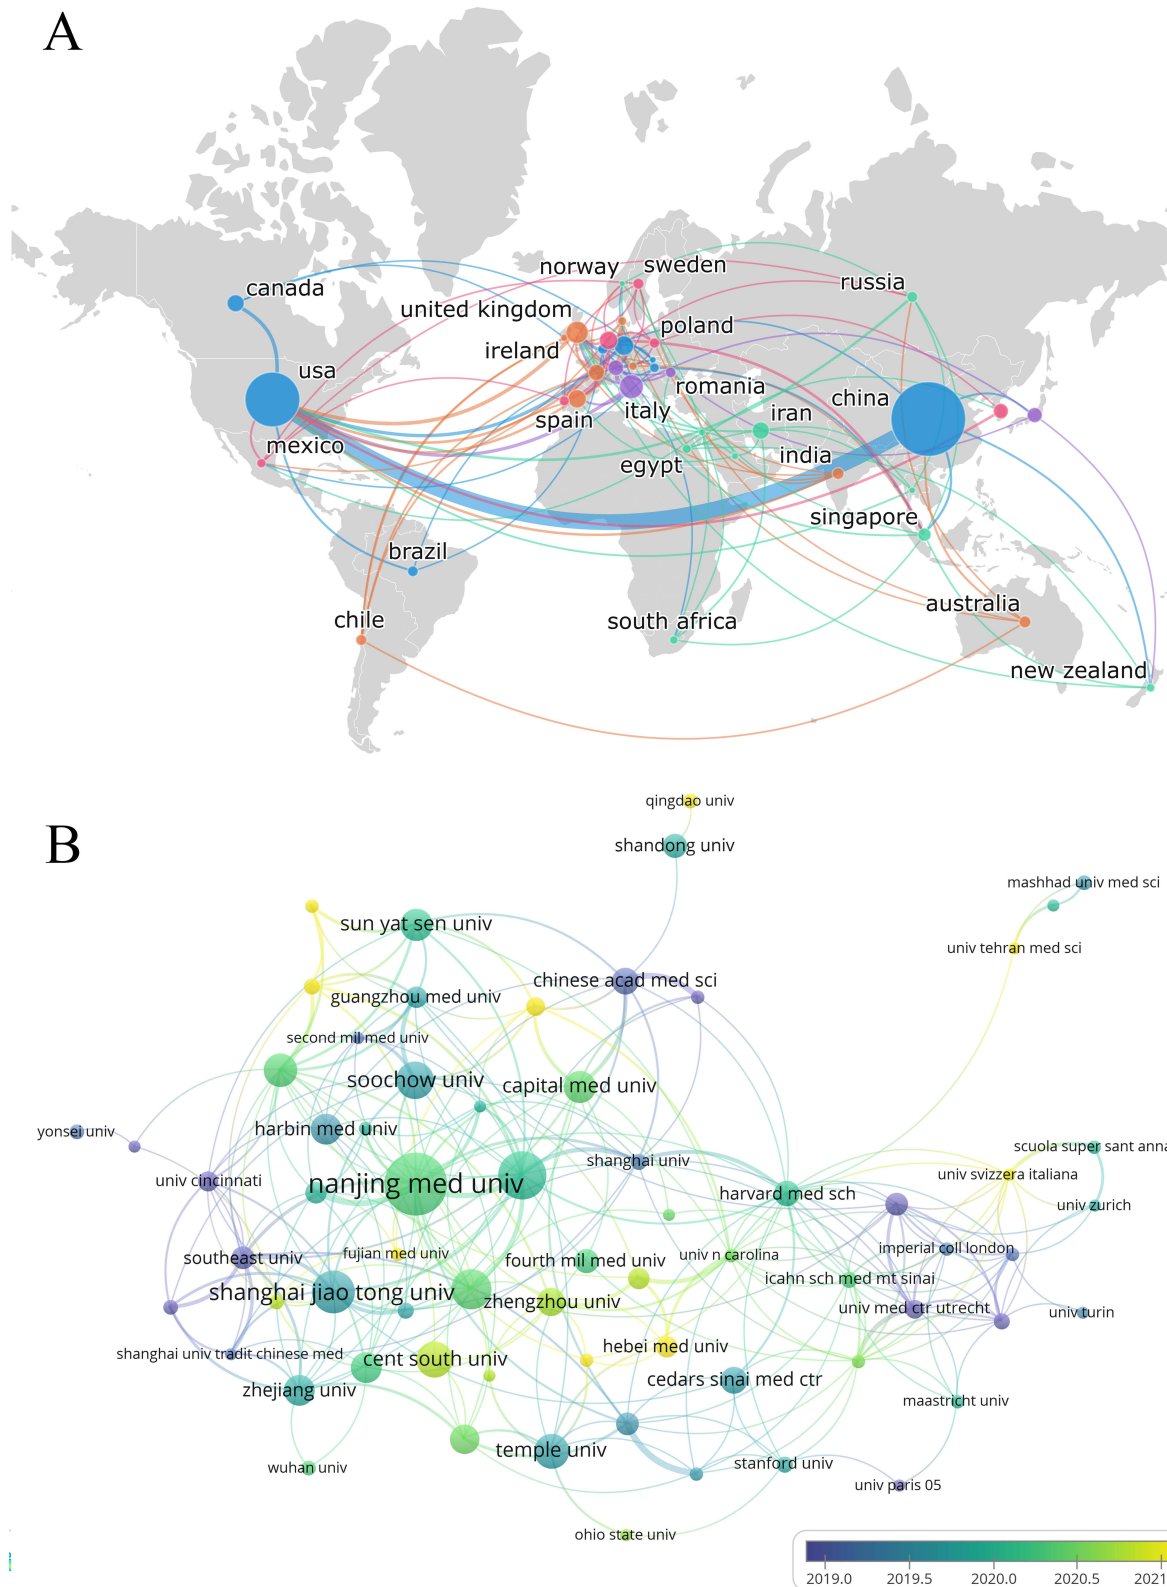 A
norway
sweden
russia
canada
united kingdom
poland
ireland
usa
romania
china
spain
italy
iran
mexico
egypt
india
singapore
brazil
chile
south africa
australia
new zealand
B
qingdao univ
shandong univ
mashhad univ med sci
sun yat sen univ
univ tehran med sci
chinese acad med sci
guangzhou med univ
second mil med univ
soochow univ
capital med univ
harbin med univ
yonsei univ
scuola super sant anna
shanghai univ
univ svizzera italiana
univ cincinnati
nanjing med univ
harvard med sch
univ zurich
southeast univ
fujian med univ
fourth mil med univ
univ n carolina
imperial coll london
icahn sch med mt sinai
shanghai jiao tong univ
zhengzhou univ
univ med ctr utrecht
univ turin
shanghai univ tradit chinese med
cent south univ
hebei med univ
zhejiang univ
cedars sinai med ctr
maastricht univ
temple univ
wuhan univ
stanford univ
univ paris 05
ohio state univ
2019.0 2019.5 2020.0 2020.5 2021